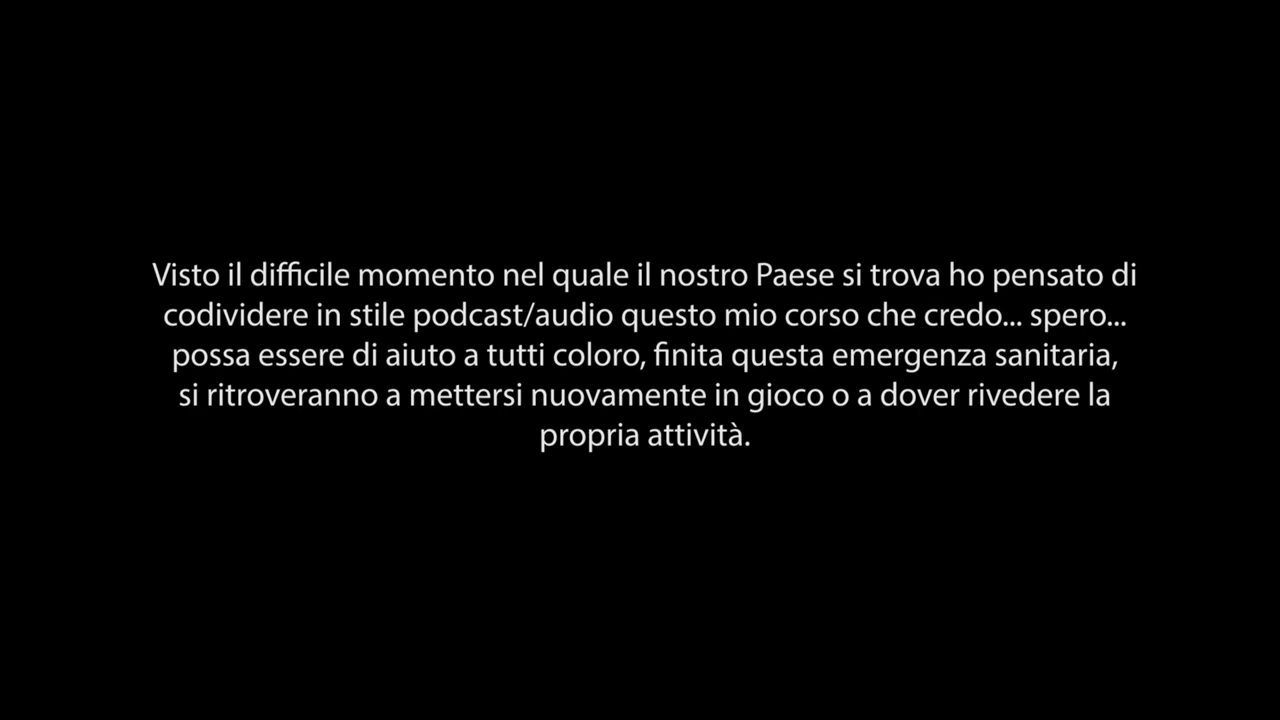 Visto il difficile momento nel quale il nostro Paese si trova ho pensato di
codividere in stile podcast/audio questo mio corso che credo... spero...
possa essere di aiuto a tutti coloro, finita questa emergenza sanitaria,
si ritroveranno a mettersi nuovamente in gioco o a dover rivedere la
propria attività.